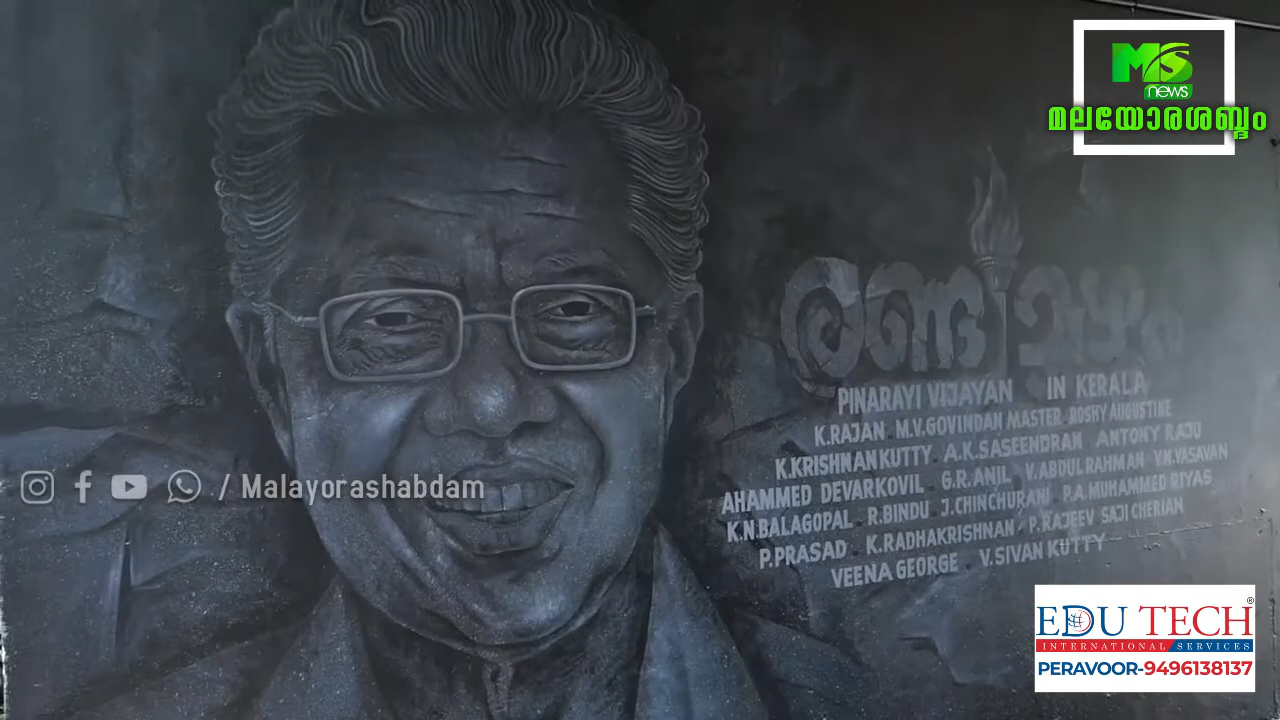 MS
news
മലയോരശബ്ദം
രണ്ടാമൂഴം
PINARAYI VIJAYAN IN KERALA
K.RAJAN . M.V.GOVINDAN MASTER . ROSHY AUGUSTINE
K.KRISHNAN KUTTY . A.K.SASEENDRAN ANTONY RAJU
AHAMMED DEVARKOVIL . G.R.ANIL . V.ABDUL RAHMAN V.N.VASAVAN
K.N.BALAGOPAL . R.BINDU . J.CHINCHURANI . P.A.MUHAMMED RIYAS
P.PRASAD . K.RADHAKRISHNAN . P.RAJEEV SAJI CHERIAN
VEENA GEORGE . V.SIVAN KUTTY
/ Malayorashabdam
EDU TECH®
INTERNATIONAL SERVICES
PERAVOOR-9496138137